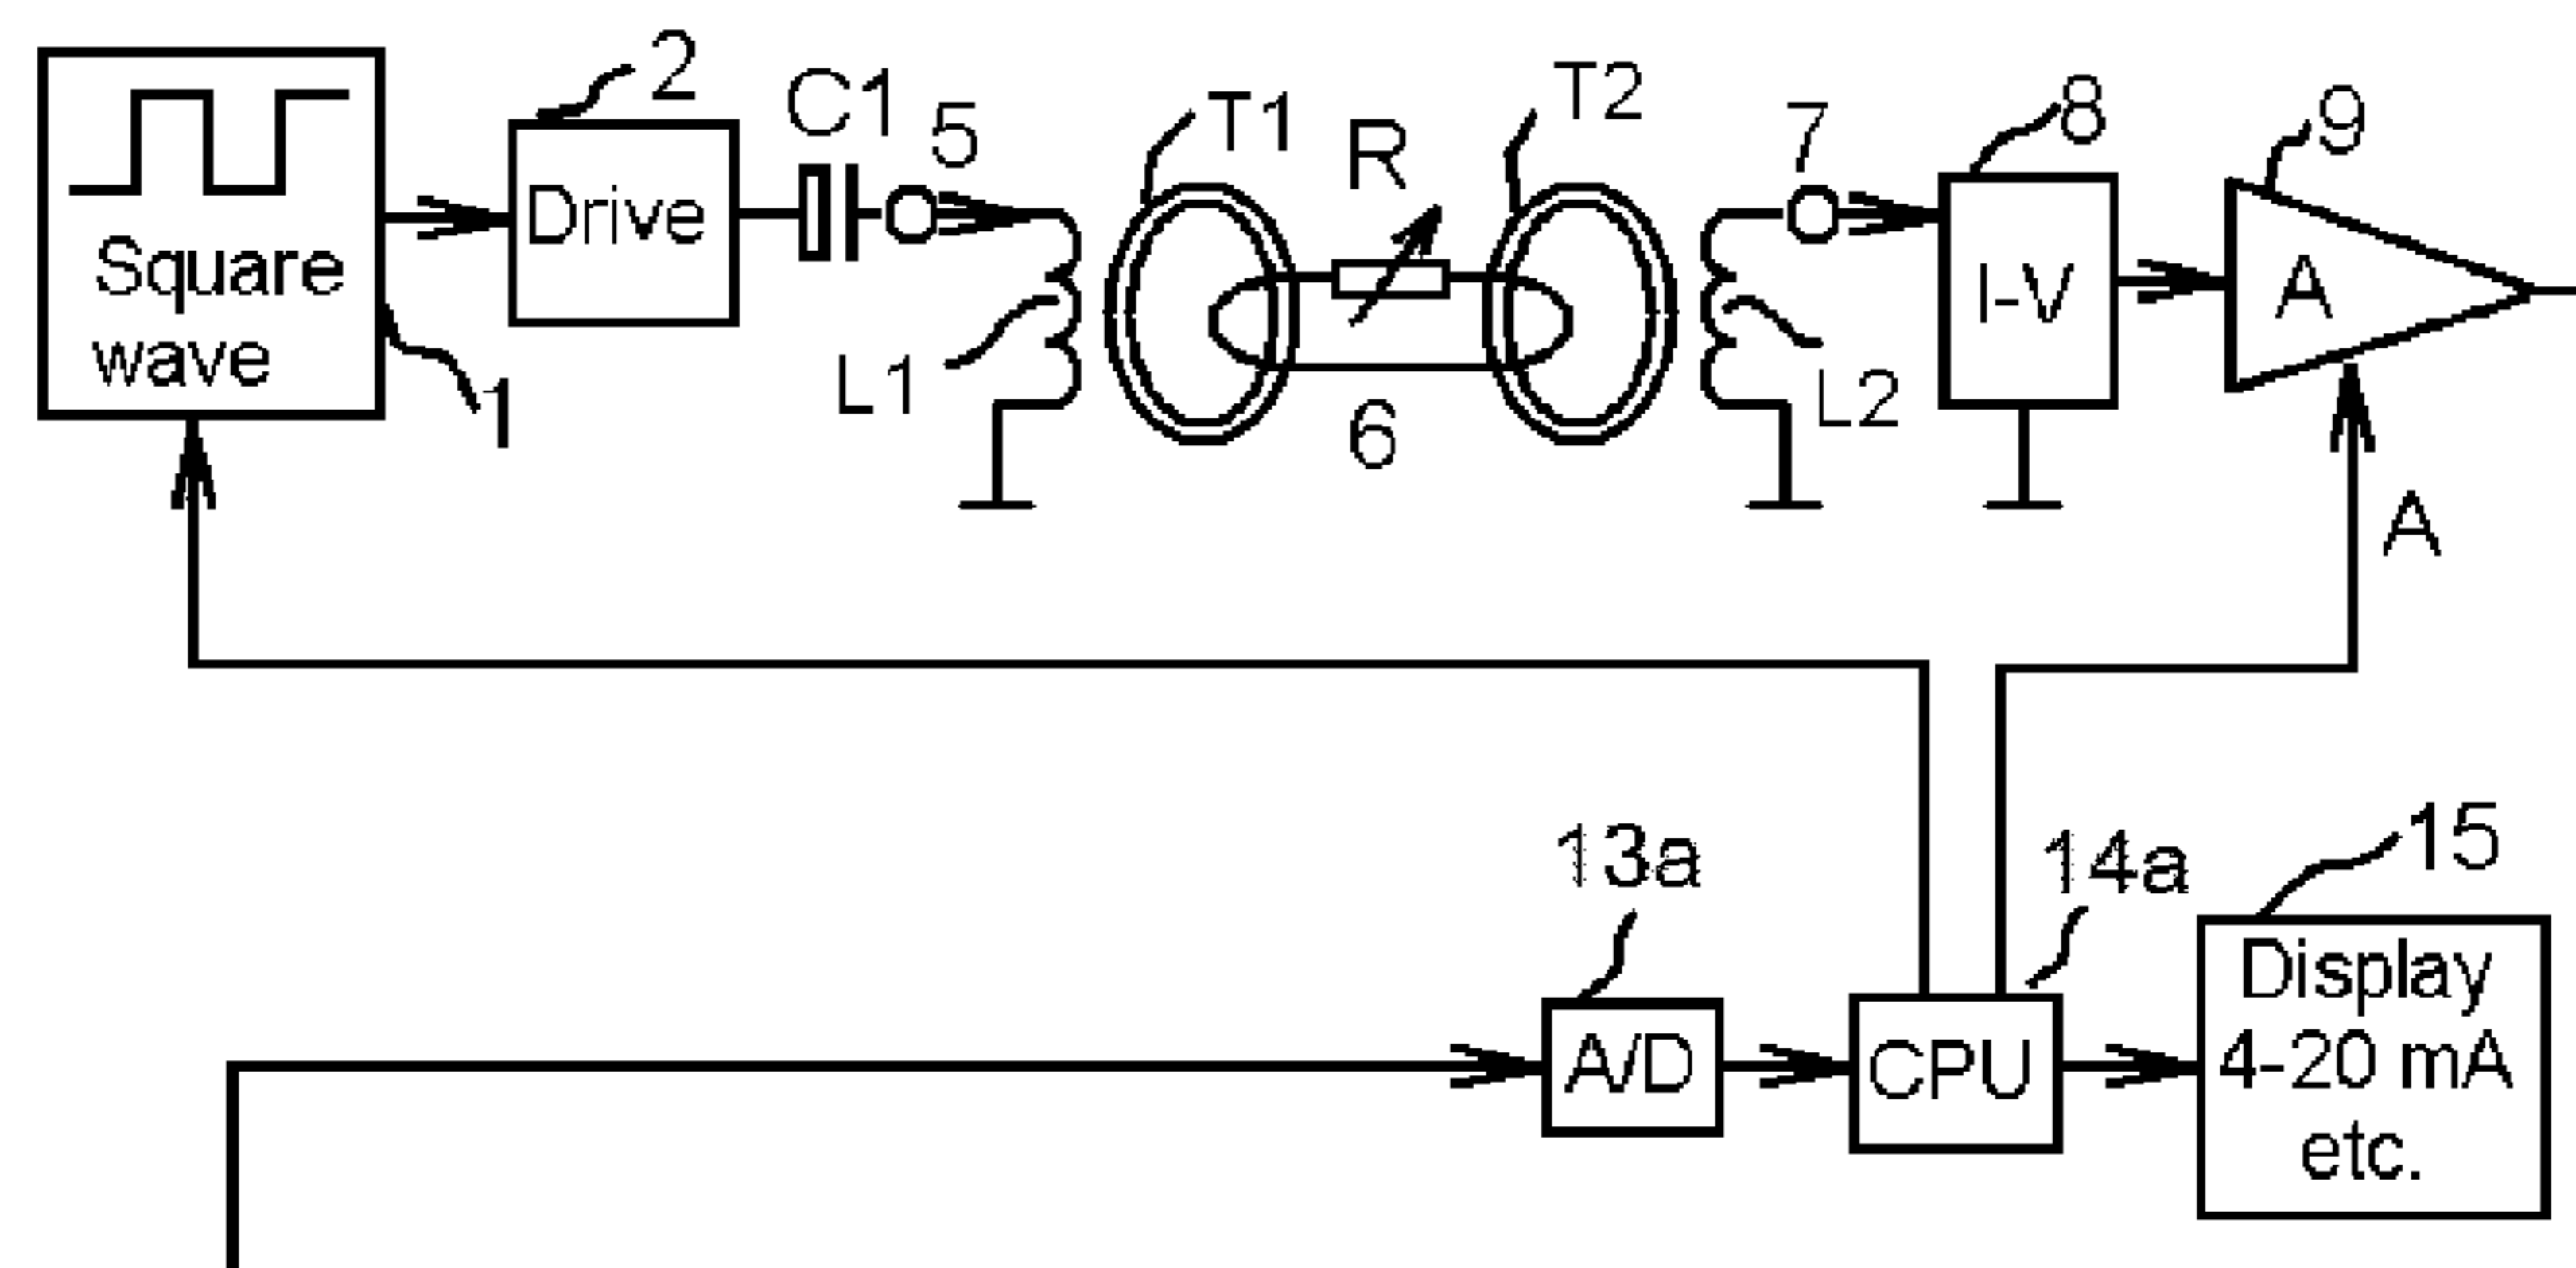 2
C1
5
T1
R
T2
7
8
9
Square
wave
Drive
I-V
A
1
L1
6
L2
A
13a
14a
15
A/D
CPU
Display
4-20 mA
etc.